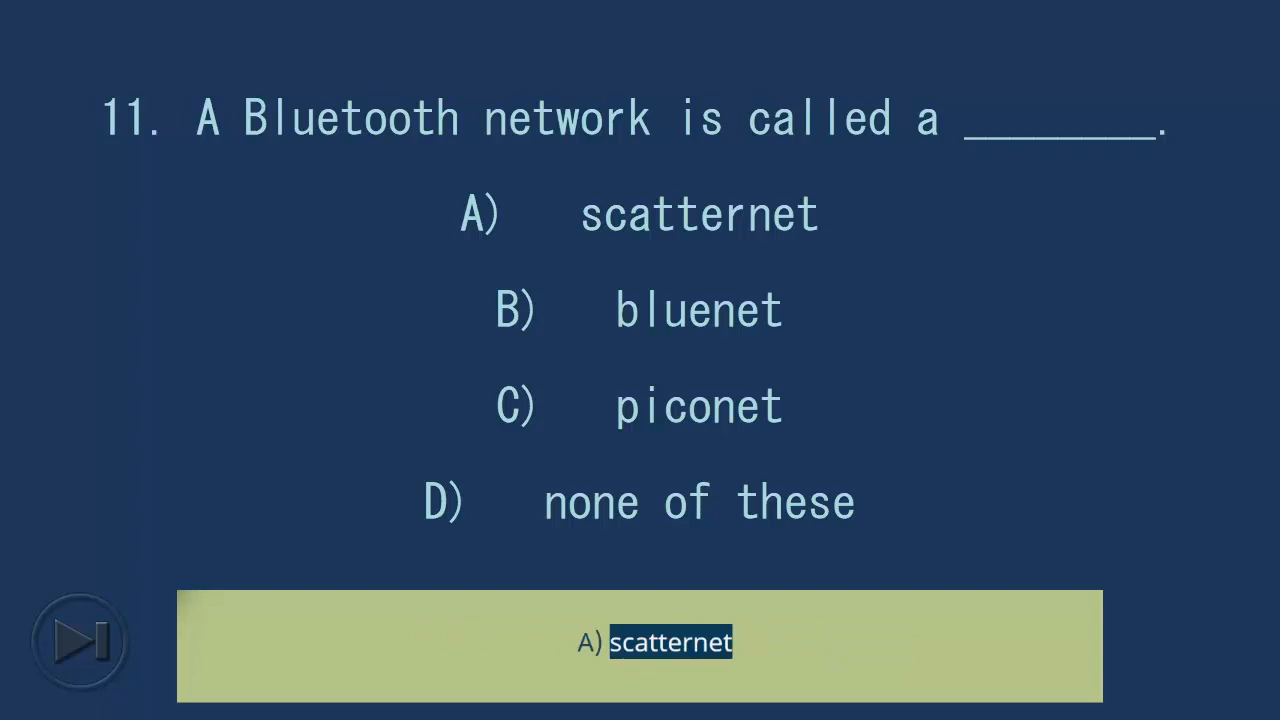 11. A Bluetooth network is called a ________.
A) scatternet
B) bluenet
C) piconet
D) none of these
A) scatternet